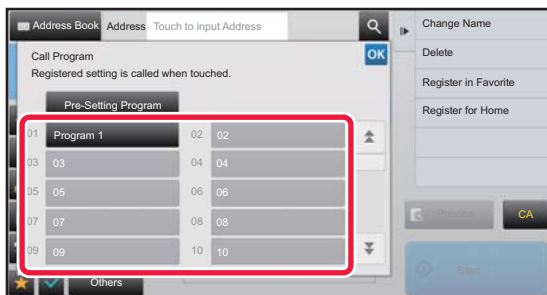 Address Book Address Touch to input Address
Change Name
Call Program OK
Delete
Registered setting is called when touched.
Register in Favorite
Pre-Setting Program
Register for Home
01 Program 1 02 02
03 03 04 04
05 05 06 06
07 07 08 08
Preview CA
09 09 10 10
Start
Others